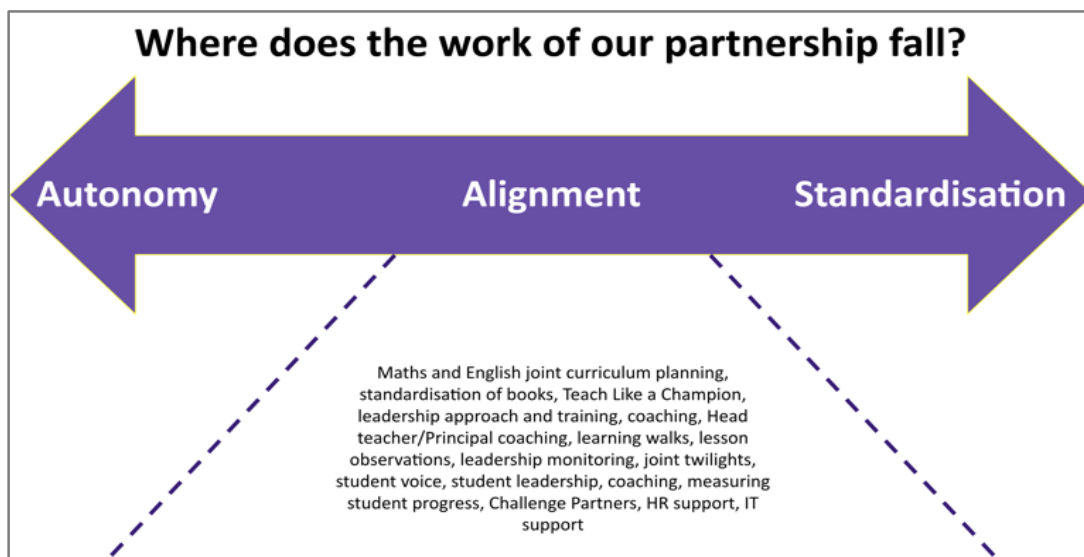 Where does the work of our partnership fall?
Autonomy Alignment Standardisation
Maths and English joint curriculum planning,
standardisation of books, Teach Like a Champion,
leadership approach and training, coaching, Head
teacher/Principal coaching, learning walks, lesson
observations, leadership monitoring, joint twilights,
student voice, student leadership, coaching, measuring
student progress, Challenge Partners, HR support, IT
support